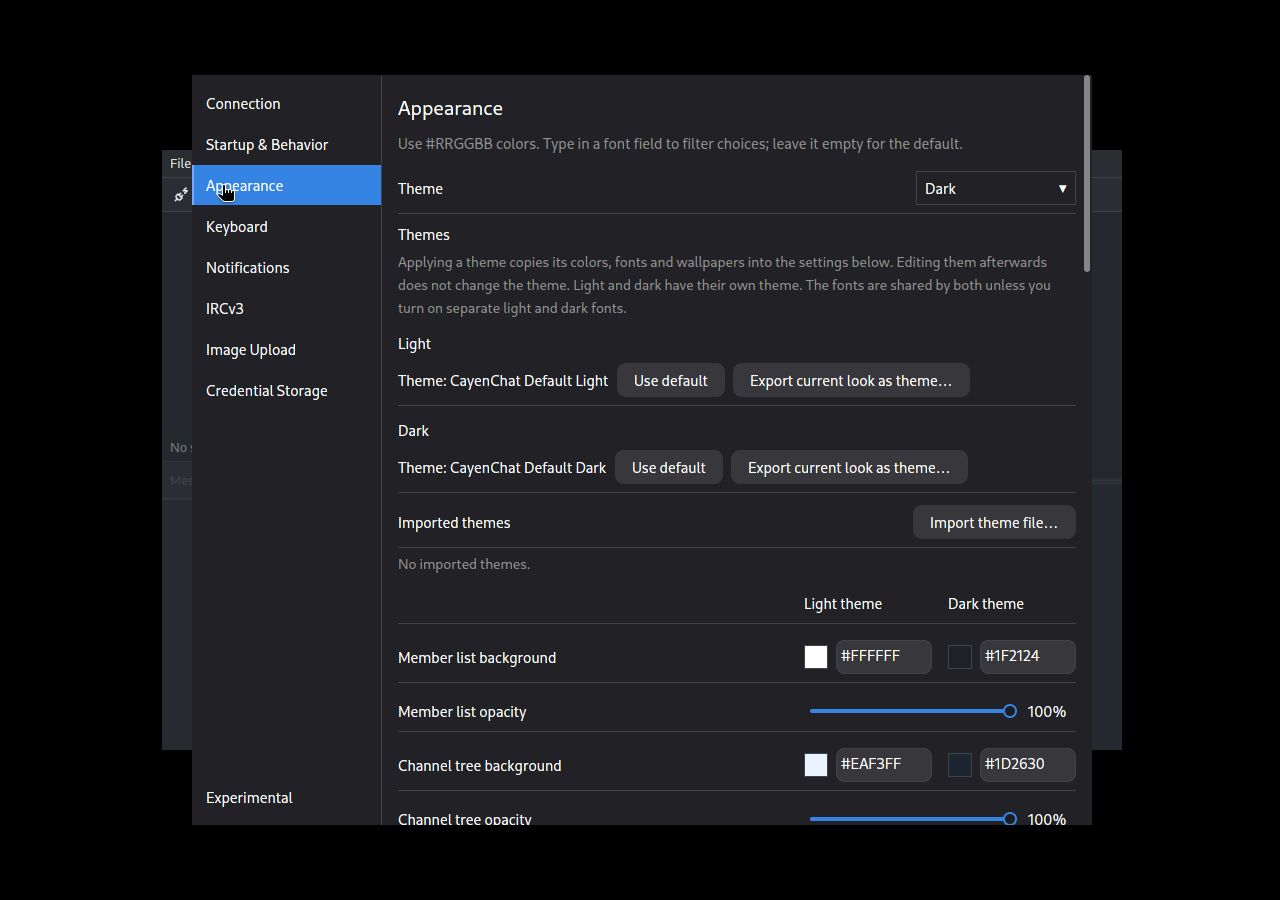 Connection
Startup & Behavior
Appearance
Keyboard
Notifications
IRCv3
Image Upload
Credential Storage
Experimental
File
No
Mes
Appearance
Use #RRGGBB colors. Type in a font field to filter choices; leave it empty for the default.
Theme Dark
Themes
Applying a theme copies its colors, fonts and wallpapers into the settings below. Editing them afterwards
does not change the theme. Light and dark have their own theme. The fonts are shared by both unless you
turn on separate light and dark fonts.
Light
Theme: CayenChat Default Light Use default Export current look as theme…
Dark
Theme: CayenChat Default Dark Use default Export current look as theme…
Imported themes Import theme file…
No imported themes.
Light theme Dark theme
Member list background #FFFFFF #1F2124
Member list opacity 100%
Channel tree background #EAF3FF #1D2630
Channel tree opacity 100%